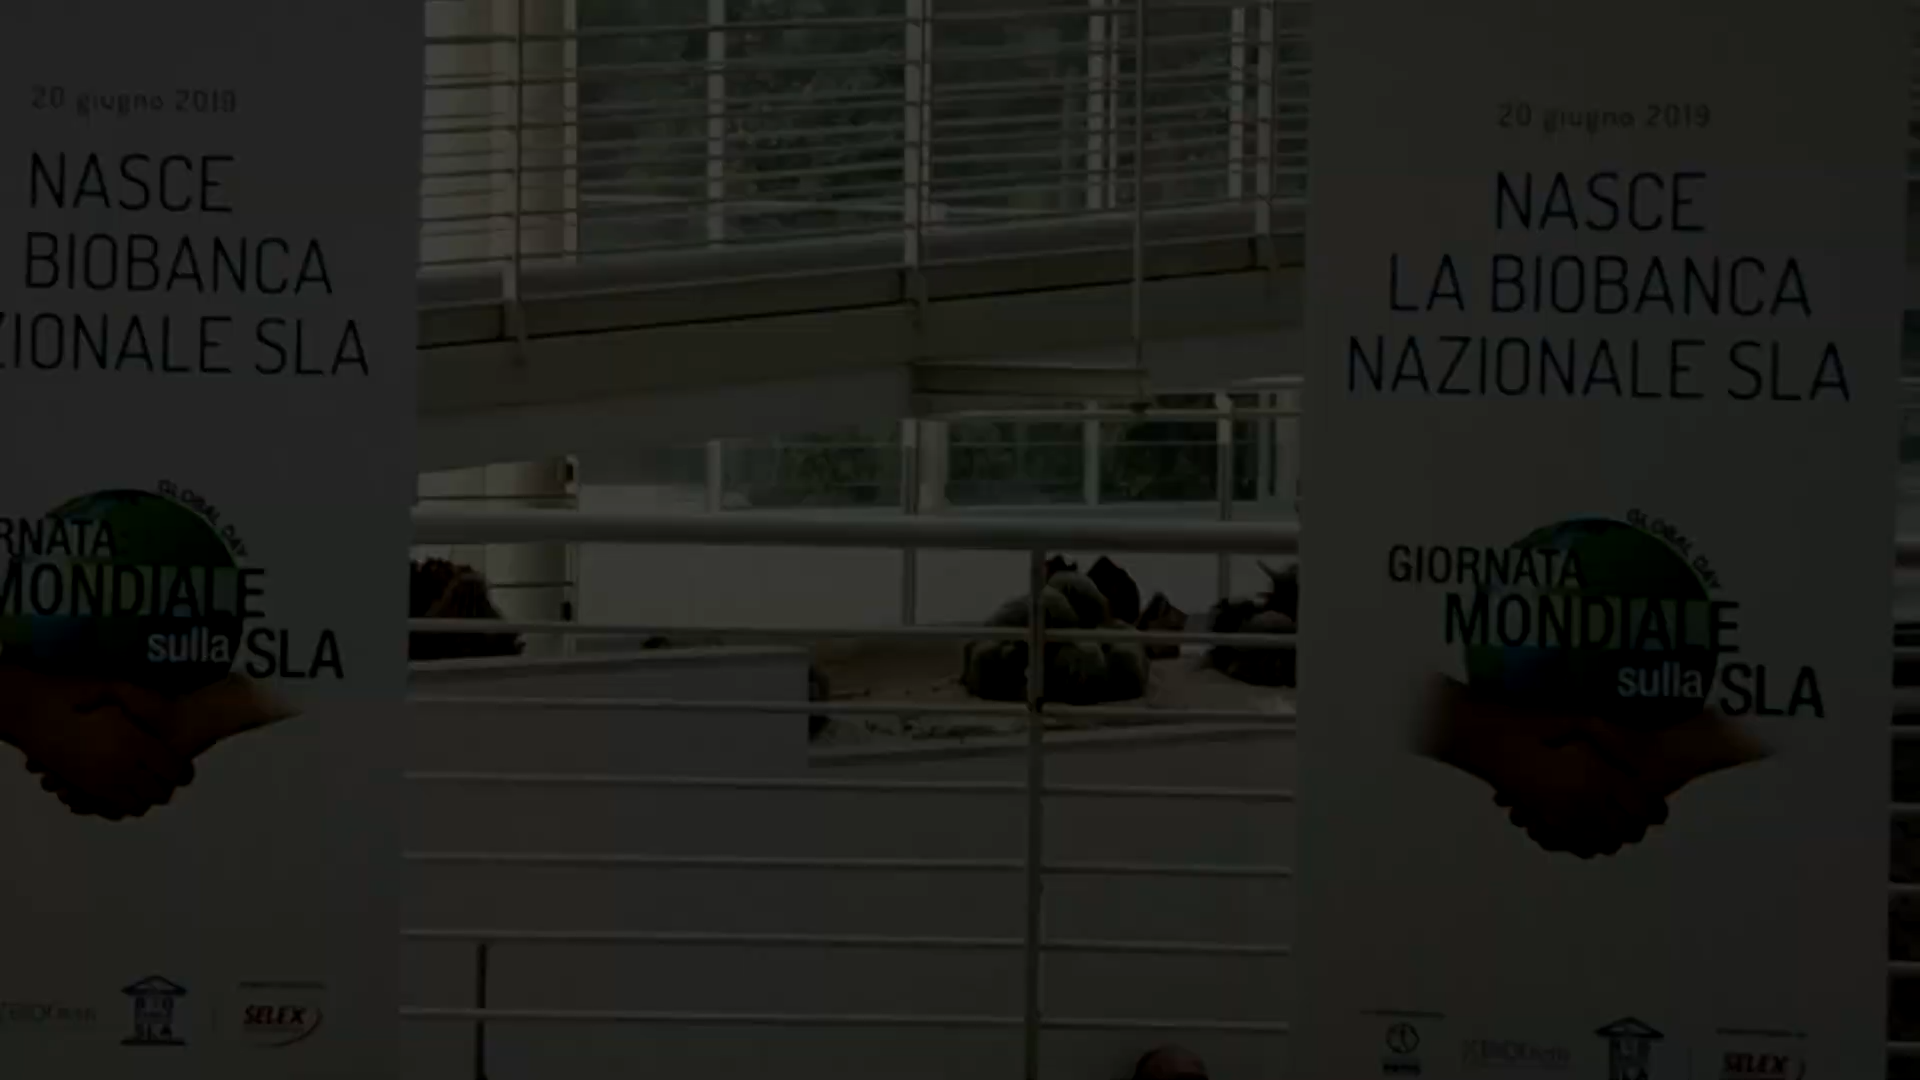 20 giugno 2019
NASCE
BIOBANCA
ZIONALE SLA
GLOBAL DAY
RNATA
MONDIALE
sulla SLA
SELEX
20 giugno 2019
NASCE
LA BIOBANCA
NAZIONALE SLA
GLOBAL DAY
GIORNATA
MONDIALE
sulla SLA
SELEX